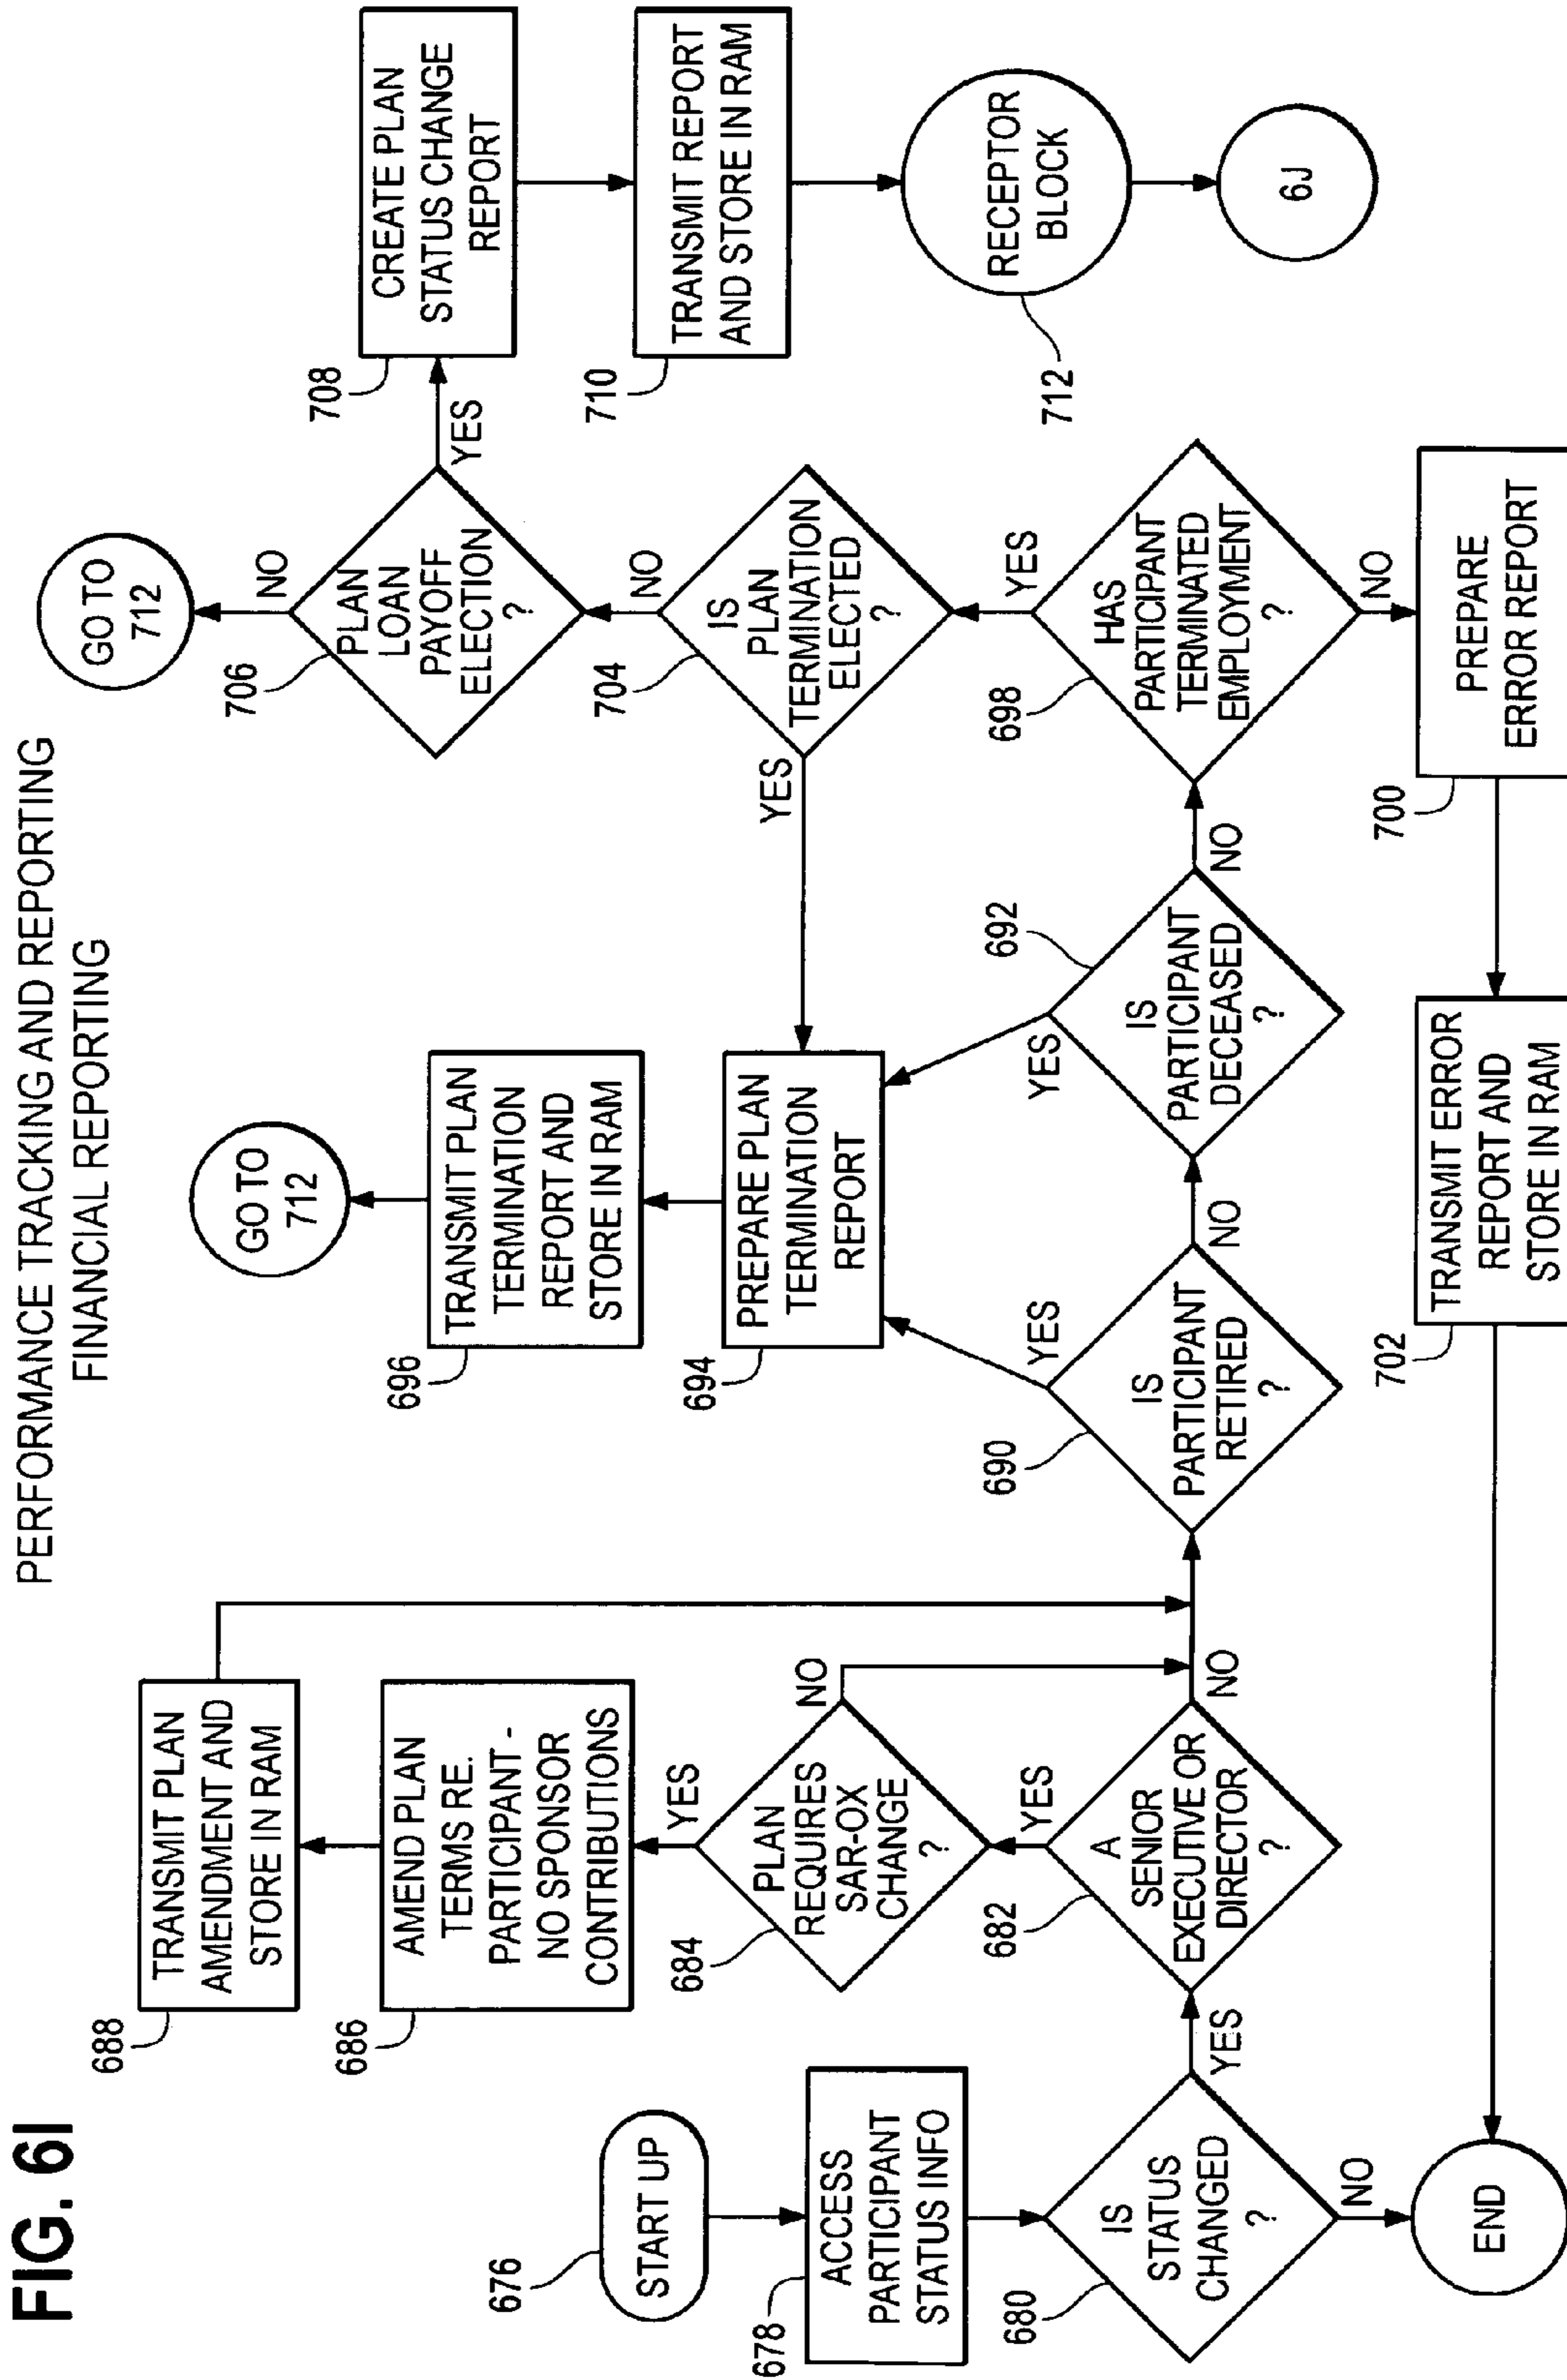 FIG. 6I
PERFORMANCE TRACKING AND REPORTING
FINANCIAL REPORTING
676
START UP
678
ACCESS
PARTICIPANT
STATUS INFO
680
IS
STATUS
CHANGED
?
NO
END
YES
682
A
SENIOR
EXECUTIVE OR
DIRECTOR
?
YES
NO
684
PLAN
REQUIRES
SAR-OX
CHANGE
?
NO
YES
686
AMEND PLAN
TERMS RE.
PARTICIPANT -
NO SPONSOR
CONTRIBUTIONS
688
TRANSMIT PLAN
AMENDMENT AND
STORE IN RAM
690
IS
PARTICIPANT
RETIRED
?
YES
NO
692
IS
PARTICIPANT
DECEASED
?
YES
NO
694
PREPARE PLAN
TERMINATION
REPORT
696
TRANSMIT PLAN
TERMINATION
REPORT AND
STORE IN RAM
GO TO
712
698
HAS
PARTICIPANT
TERMINATED
EMPLOYMENT
?
YES
NO
700
PREPARE
ERROR REPORT
702
TRANSMIT ERROR
REPORT AND
STORE IN RAM
704
IS
PLAN
TERMINATION
ELECTED
?
YES
NO
706
PLAN
LOAN
PAYOFF
ELECTION
?
NO
GO TO
712
YES
708
CREATE PLAN
STATUS CHANGE
REPORT
710
TRANSMIT REPORT
AND STORE IN RAM
712
RECEPTOR
BLOCK
6J